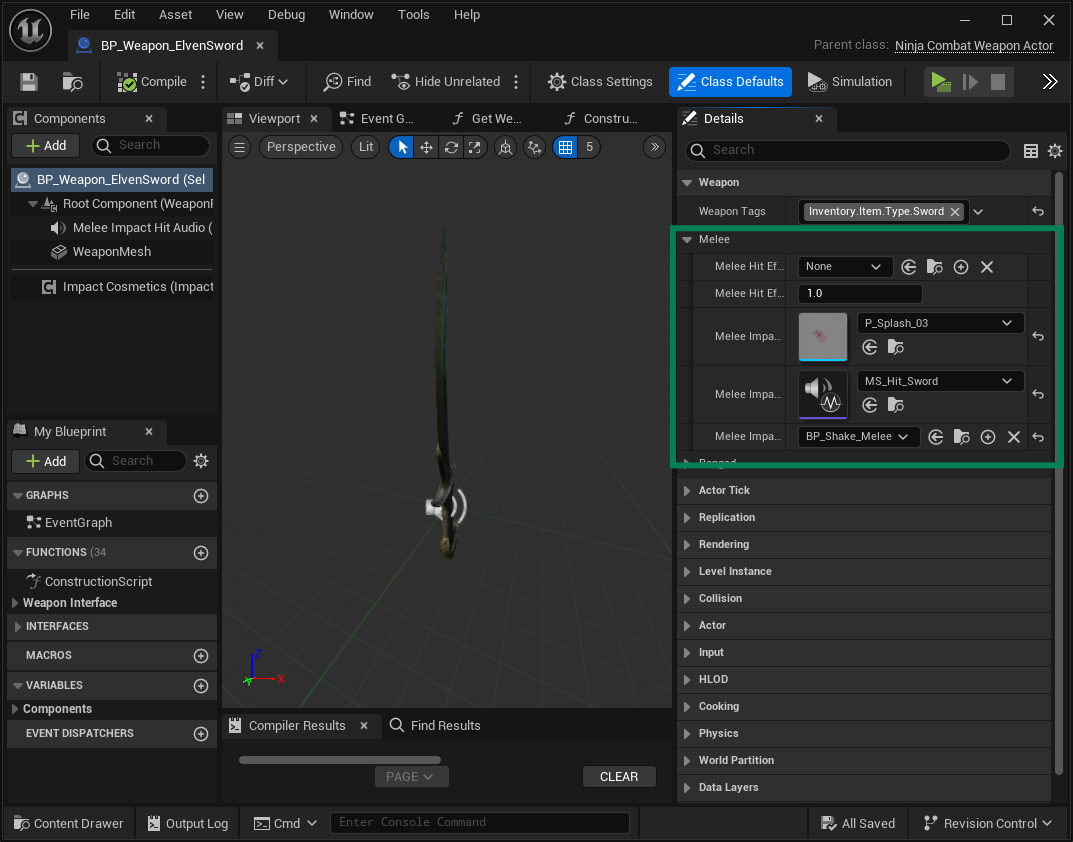 File Edit Asset View Debug Window Tools Help
BP_Weapon_ElvenSword
Parent class: Ninja Combat Weapon Actor
Compile Diff Find Hide Unrelated Class Settings Class Defaults Simulation
Components
Add Search
BP_Weapon_ElvenSword (Sel
Root Component (WeaponR
Melee Impact Hit Audio (
WeaponMesh
Impact Cosmetics (Impact
My Blueprint
Add Search
GRAPHS
EventGraph
FUNCTIONS (34
ConstructionScript
Weapon Interface
INTERFACES
MACROS
VARIABLES
Components
EVENT DISPATCHERS
Viewport Event G... Get We... Constru...
Perspective Lit 5
Z
X
Y
Compiler Results Find Results
PAGE CLEAR
Details
Search
Weapon
Weapon Tags Inventory.Item.Type.Sword
Melee
Melee Hit Ef... None
Melee Hit Ef... 1.0
Melee Impa... P_Splash_03
Melee Impa... MS_Hit_Sword
Melee Impa... BP_Shake_Melee
Ranged
Actor Tick
Replication
Rendering
Level Instance
Collision
Actor
Input
HLOD
Cooking
Physics
World Partition
Data Layers
Content Drawer Output Log Cmd Enter Console Command All Saved Revision Control